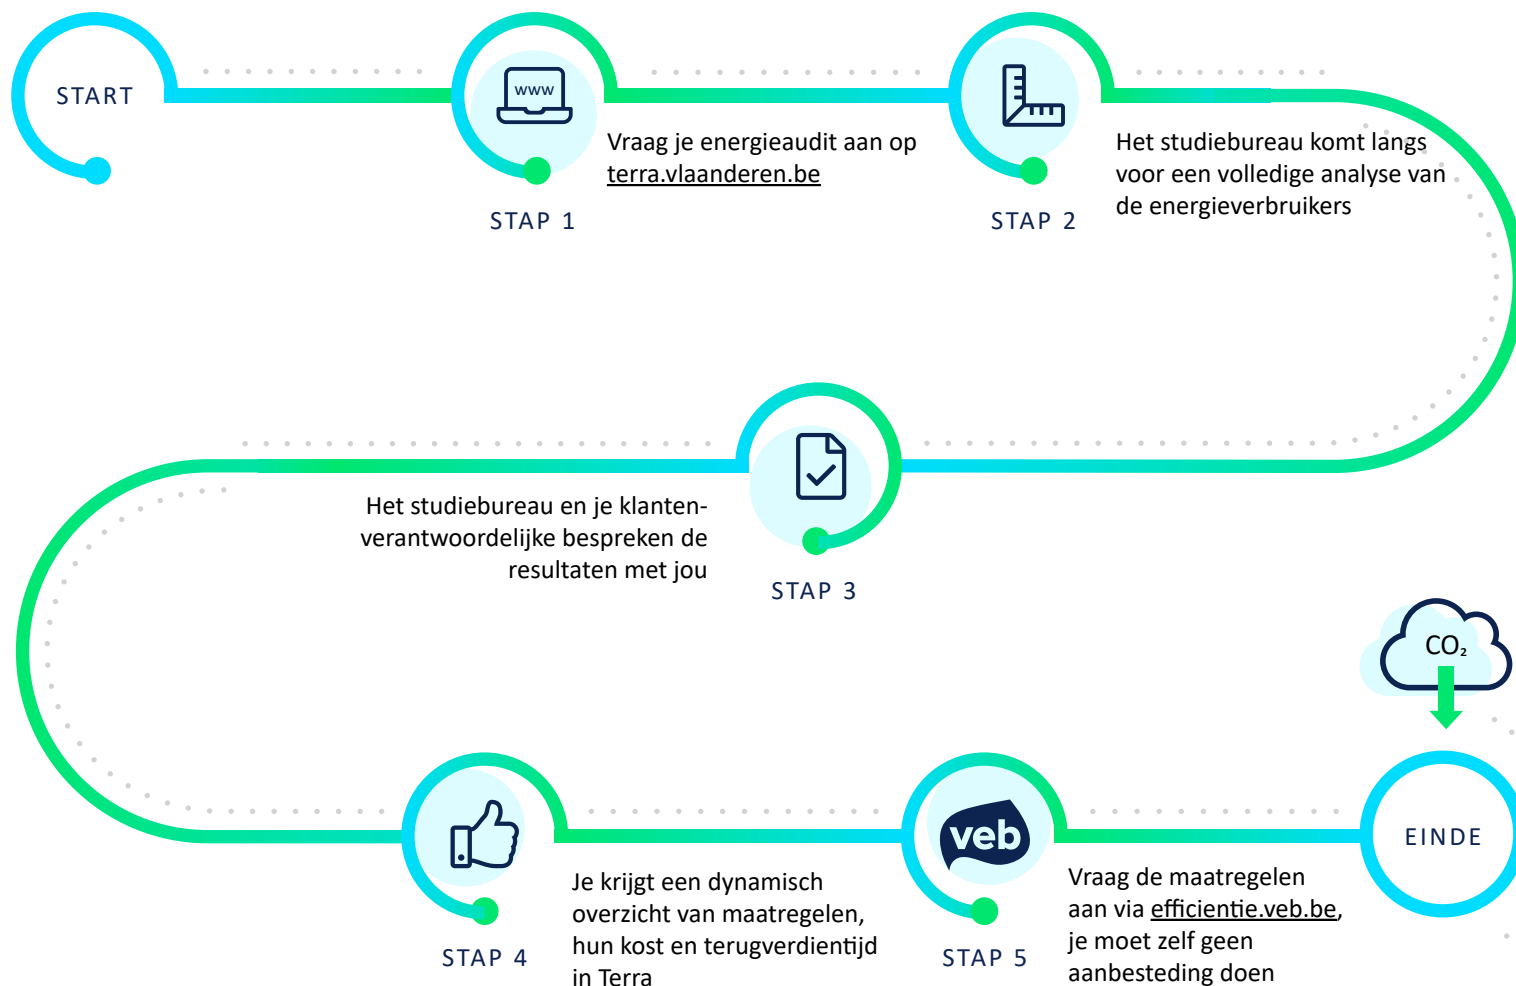 START
www
Vraag je energieaudit aan op
terra.vlaanderen.be
STAP 1
Het studiebureau komt langs
voor een volledige analyse van
de energieverbruikers
STAP 2
Het studiebureau en je klanten-
verantwoordelijke bespreken de
resultaten met jou
STAP 3
Je krijgt een dynamisch
overzicht van maatregelen,
hun kost en terugverdientijd
in Terra
STAP 4
veb
Vraag de maatregelen
aan via efficientie.veb.be,
je moet zelf geen
aanbesteding doen
STAP 5
CO₂
EINDE